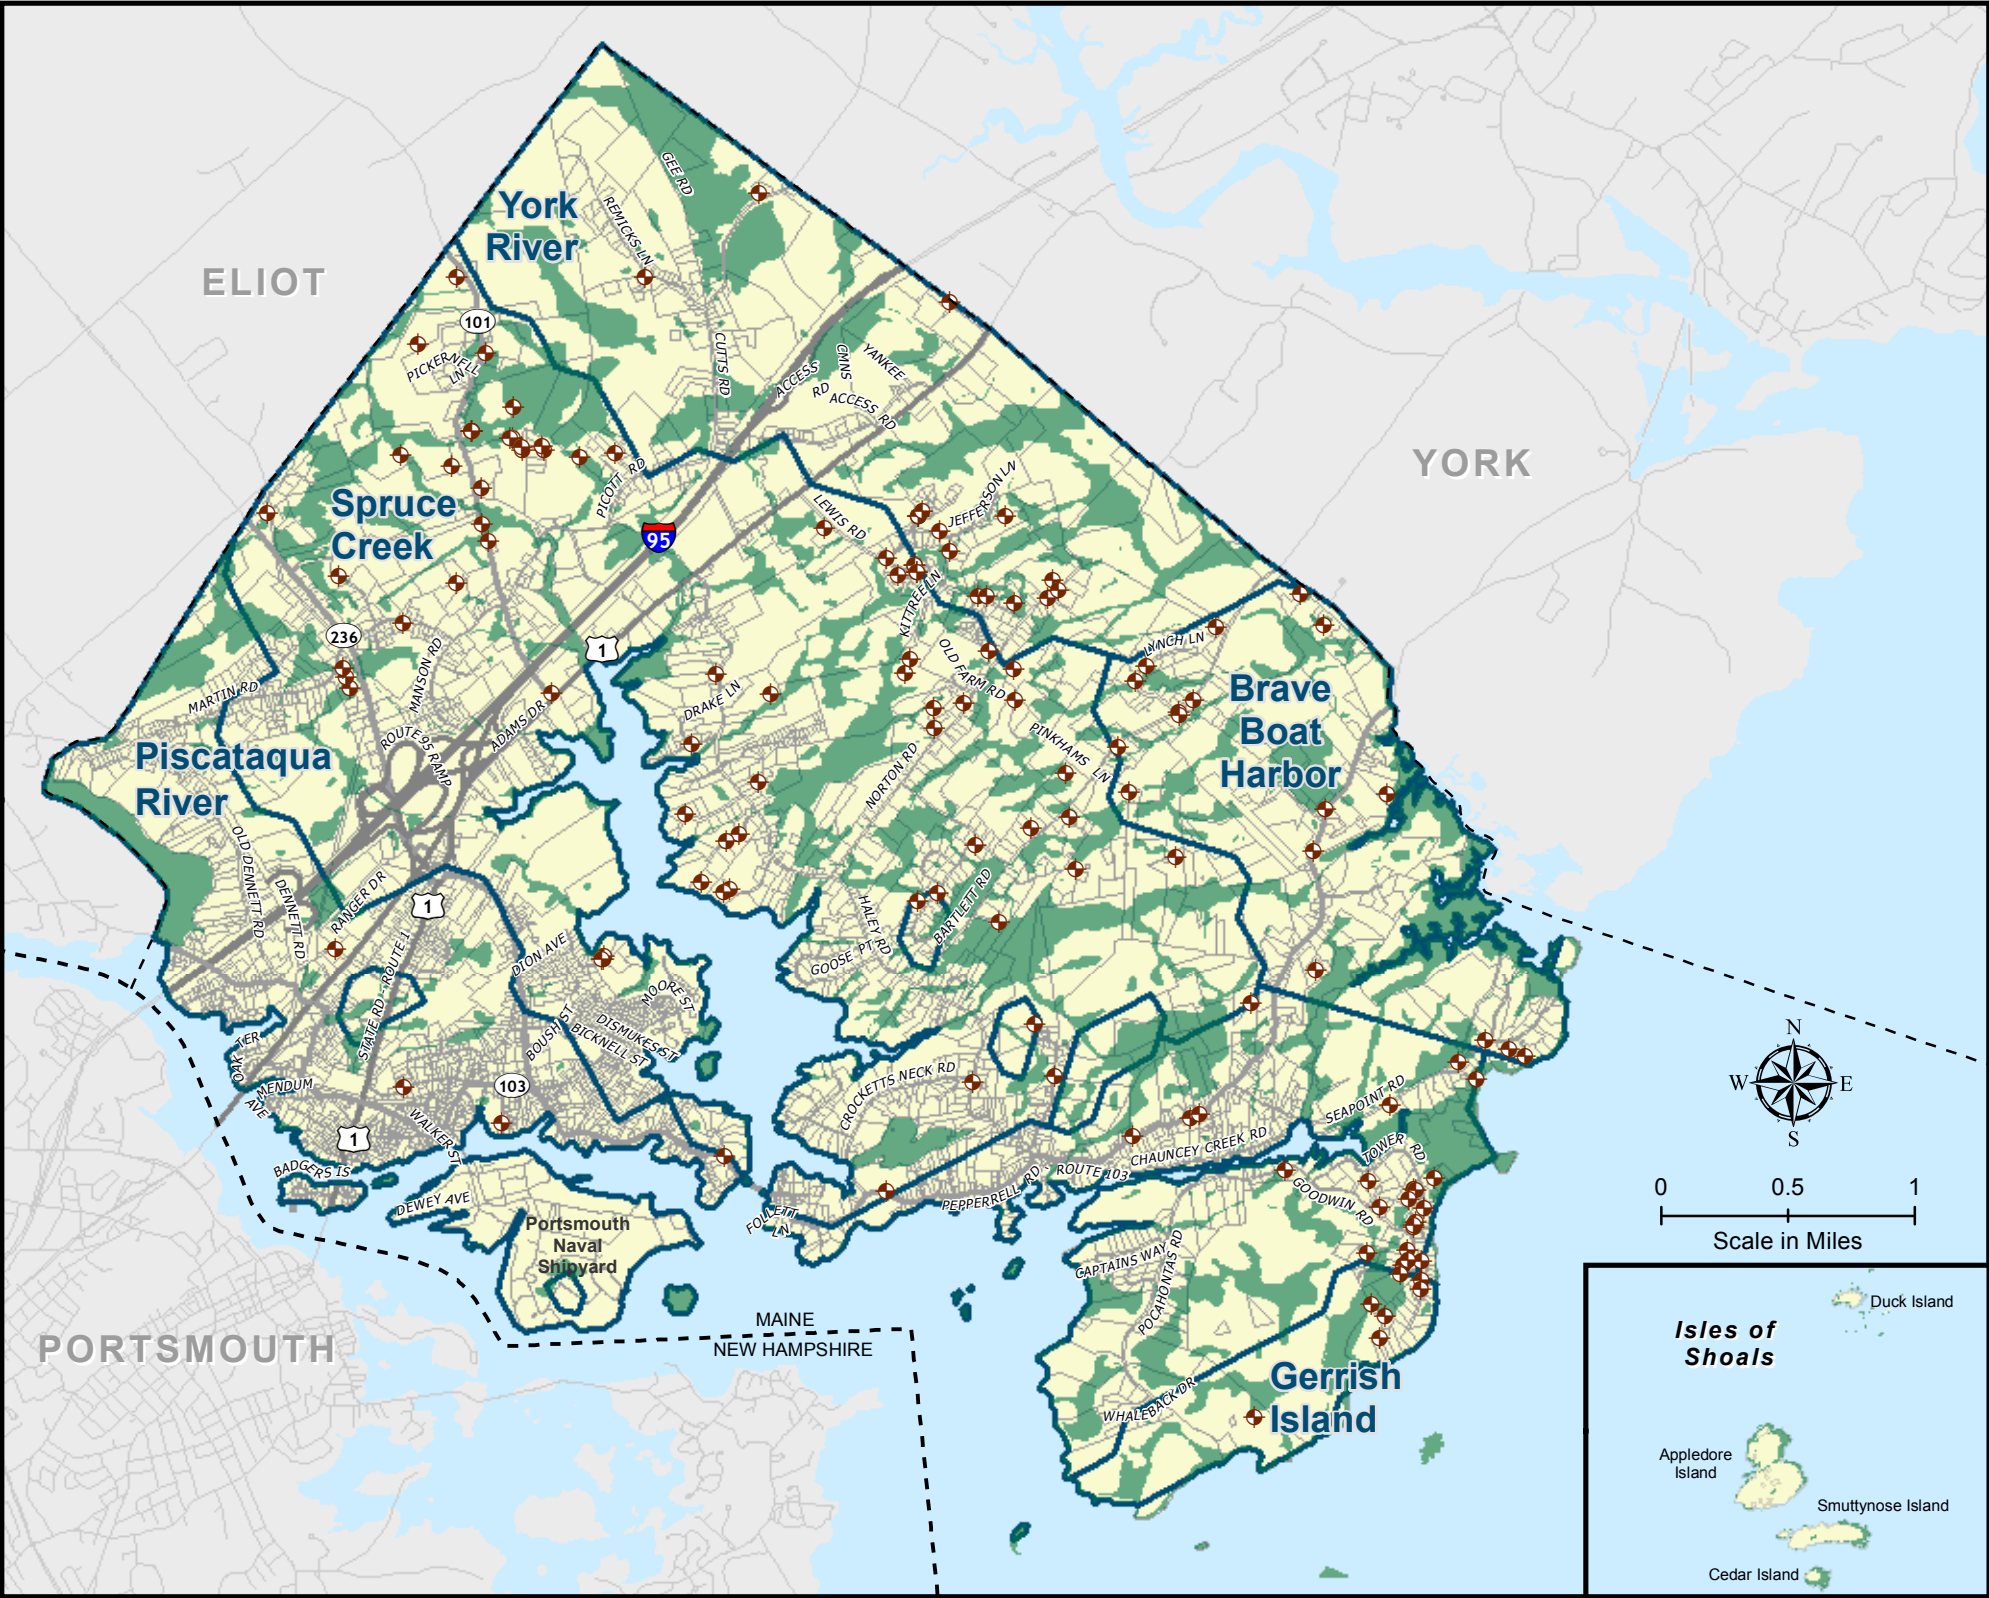 GEE RD
York
River
REMICKS LN
ELIOT
101
PICKERNELL
LN
CUTTS RD
ACCESS
RD
CMNS
YANKEE
ACCESS RD
YORK
PICOTT RD
LEWIS RD
JEFFERSON LN
Spruce
Creek
95
KITTREE LN
236
1
MANSON RD
OLD FARM RD
LYNCH LN
MARTIN RD
DRAKE LN
ADAMS DR
ROUTE 95 RAMP
Brave
Boat
Harbor
PINKHAMS LN
NORTON RD
Piscataqua
River
OLD DENNETT RD
DENNETT RD
RANGER DR
1
HALEY RD
BARTLETT RD
GOOSE PT
DION AVE
STATE RD - ROUTE 1
MOORE ST
DISMUKES ST
BICKNELL ST
BOUSH ST
OAK TER
MENDUM
AVE
103
CROCKETTS NECK RD
SEAPOINT RD
WALKER ST
1
BADGERS IS
DEWEY AVE
CHAUNCEY CREEK RD
ROUTE 103
TOWER RD
PEPPERRELL RD
GOODWIN RD
FOLLETT
LN
Portsmouth
Naval
Shipyard
CAPTAINS WAY
POCAHONTAS RD
N
W
E
S
0
0.5
1
Scale in Miles
MAINE
NEW HAMPSHIRE
PORTSMOUTH
Gerrish
Island
WHALEBACK DR
Duck Island
Isles of
Shoals
Appledore
Island
Smuttynose Island
Cedar Island